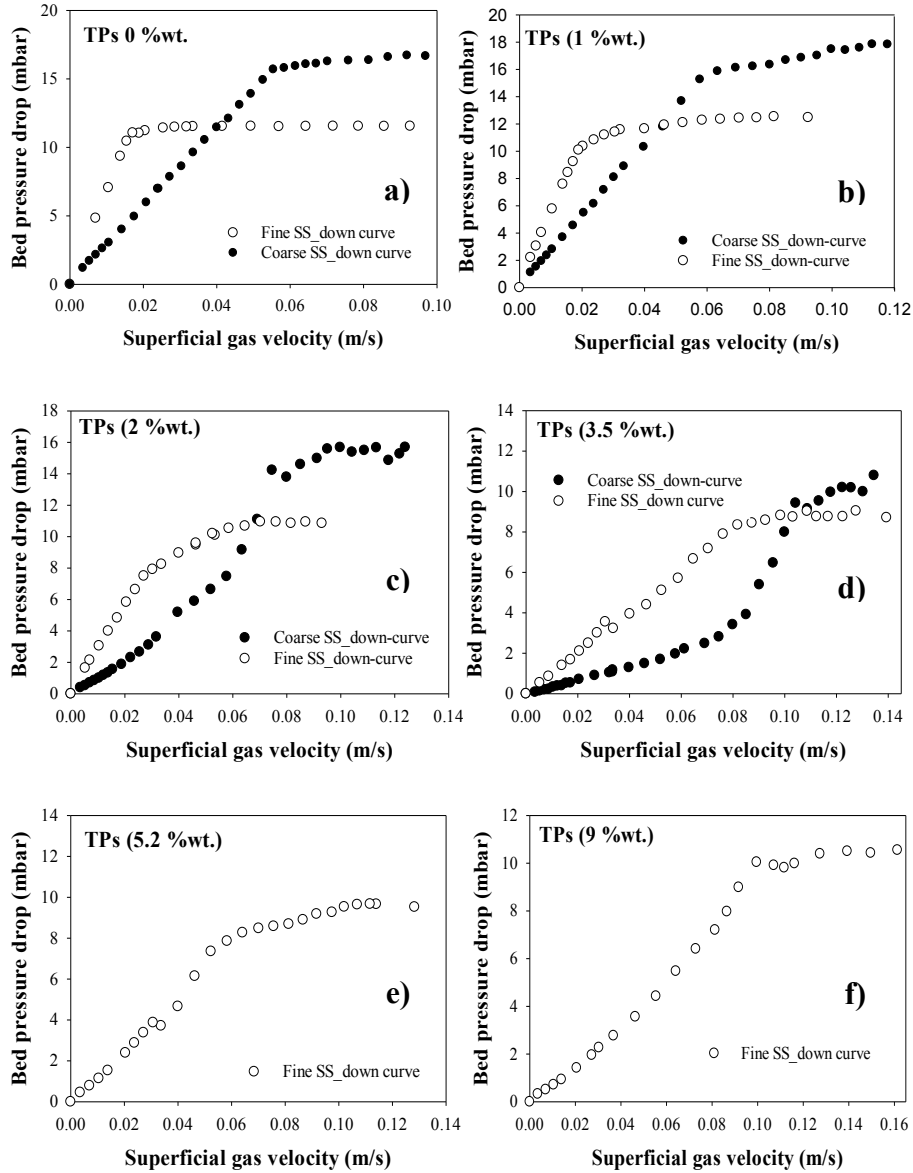 TPs 0 %wt.
Bed pressure drop (mbar)
20
15
10
5
0
a)
Fine SS_down curve
Coarse SS_down curve
0.00 0.02 0.04 0.06 0.08 0.10
Superficial gas velocity (m/s)
TPs (1 %wt.)
Bed pressure drop (mbar)
20
18
16
14
12
10
8
6
4
2
0
b)
Coarse SS_down-curve
Fine SS_down-curve
0.00 0.02 0.04 0.06 0.08 0.10 0.12
Superficial gas velocity (m/s)
TPs (2 %wt.)
Bed pressure drop (mbar)
18
16
14
12
10
8
6
4
2
0
c)
Coarse SS_down-curve
Fine SS_down-curve
0.00 0.02 0.04 0.06 0.08 0.10 0.12 0.14
Superficial gas velocity (m/s)
TPs (3.5 %wt.)
Bed pressure drop (mbar)
14
12
10
8
6
4
2
0
Coarse SS_down-curve
Fine SS_down curve
d)
0.00 0.02 0.04 0.06 0.08 0.10 0.12 0.14
Superficial gas velocity (m/s)
TPs (5.2 %wt.)
Bed pressure drop (mbar)
14
12
10
8
6
4
2
0
e)
Fine SS_down curve
0.00 0.02 0.04 0.06 0.08 0.10 0.12 0.14
Superficial gas velocity (m/s)
TPs (9 %wt.)
Bed pressure drop (mbar)
12
10
8
6
4
2
0
f)
Fine SS_down curve
0.00 0.02 0.04 0.06 0.08 0.10 0.12 0.14 0.16
Superficial gas velocity (m/s)